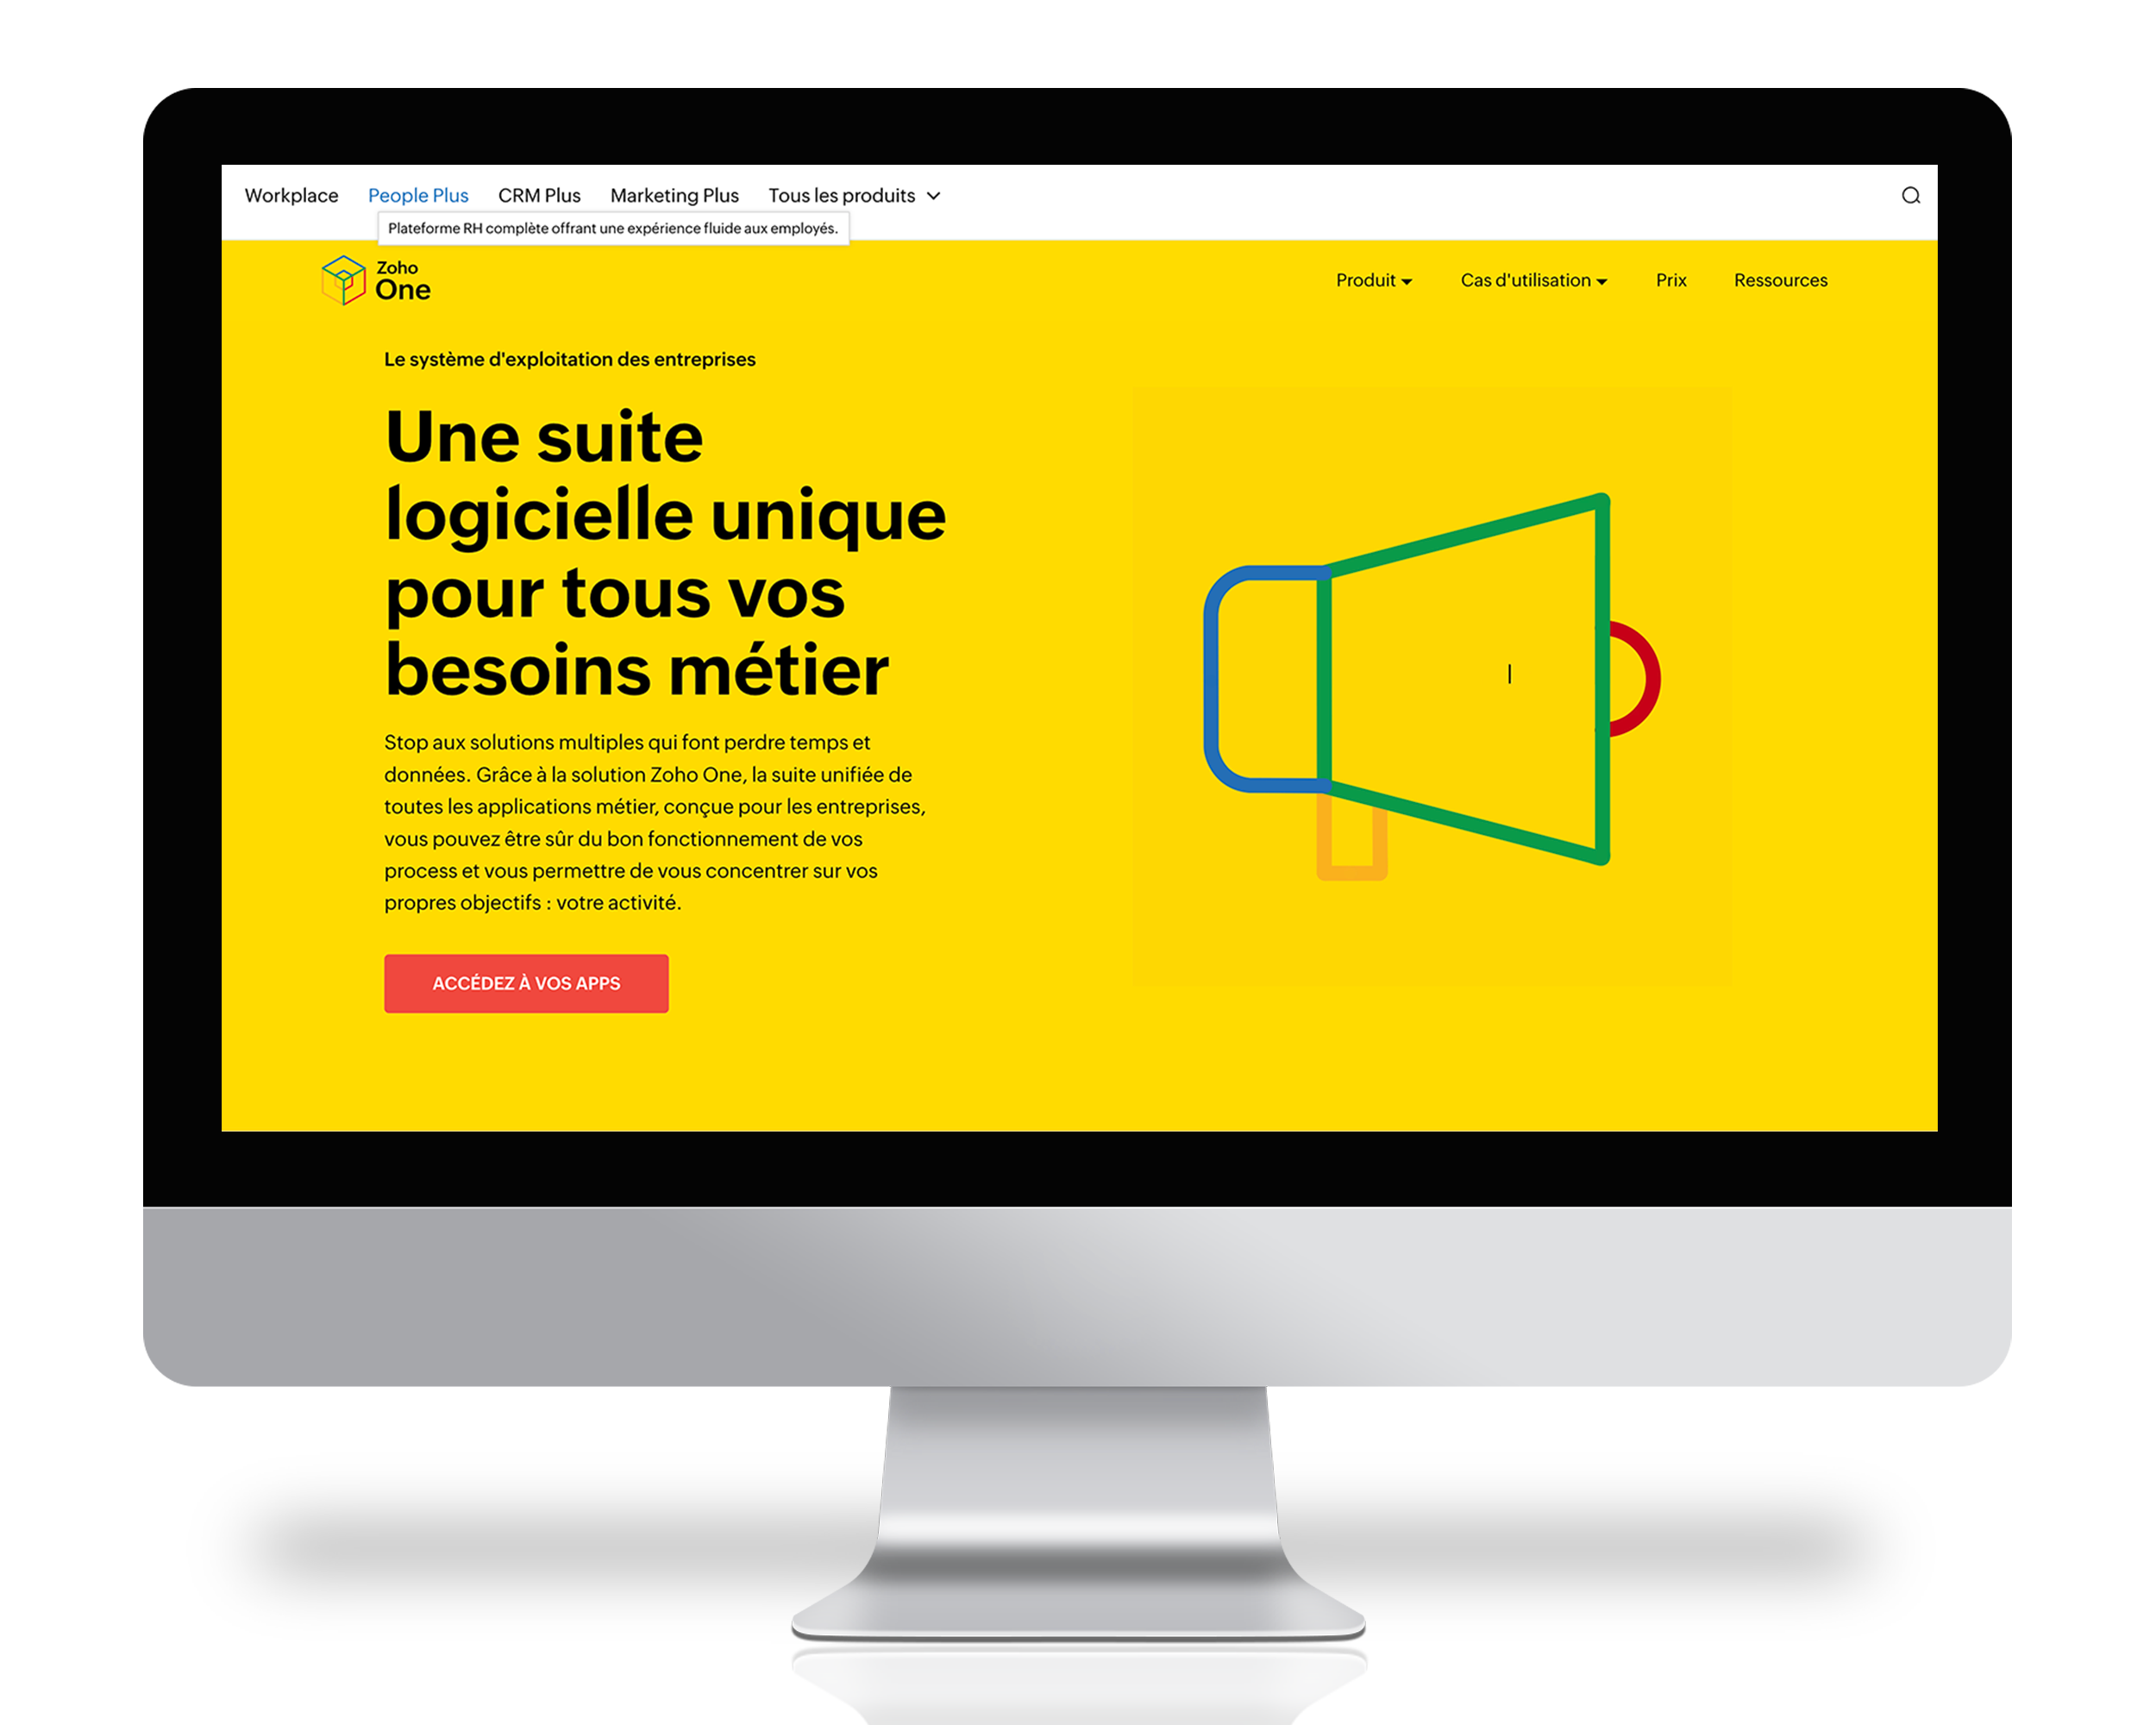 Workplace People Plus CRM Plus Marketing Plus Tous les produits
Plateforme RH complète offrant une expérience fluide aux employés.
Zoho
One
Produit Cas d'utilisation Prix Ressources
Le système d'exploitation des entreprises
Une suite
logicielle unique
pour tous vos
besoins métier
Stop aux solutions multiples qui font perdre temps et
données. Grâce à la solution Zoho One, la suite unifiée de
toutes les applications métier, conçue pour les entreprises,
vous pouvez être sûr du bon fonctionnement de vos
process et vous permettre de vous concentrer sur vos
propres objectifs : votre activité.
ACCÉDEZ À VOS APPS